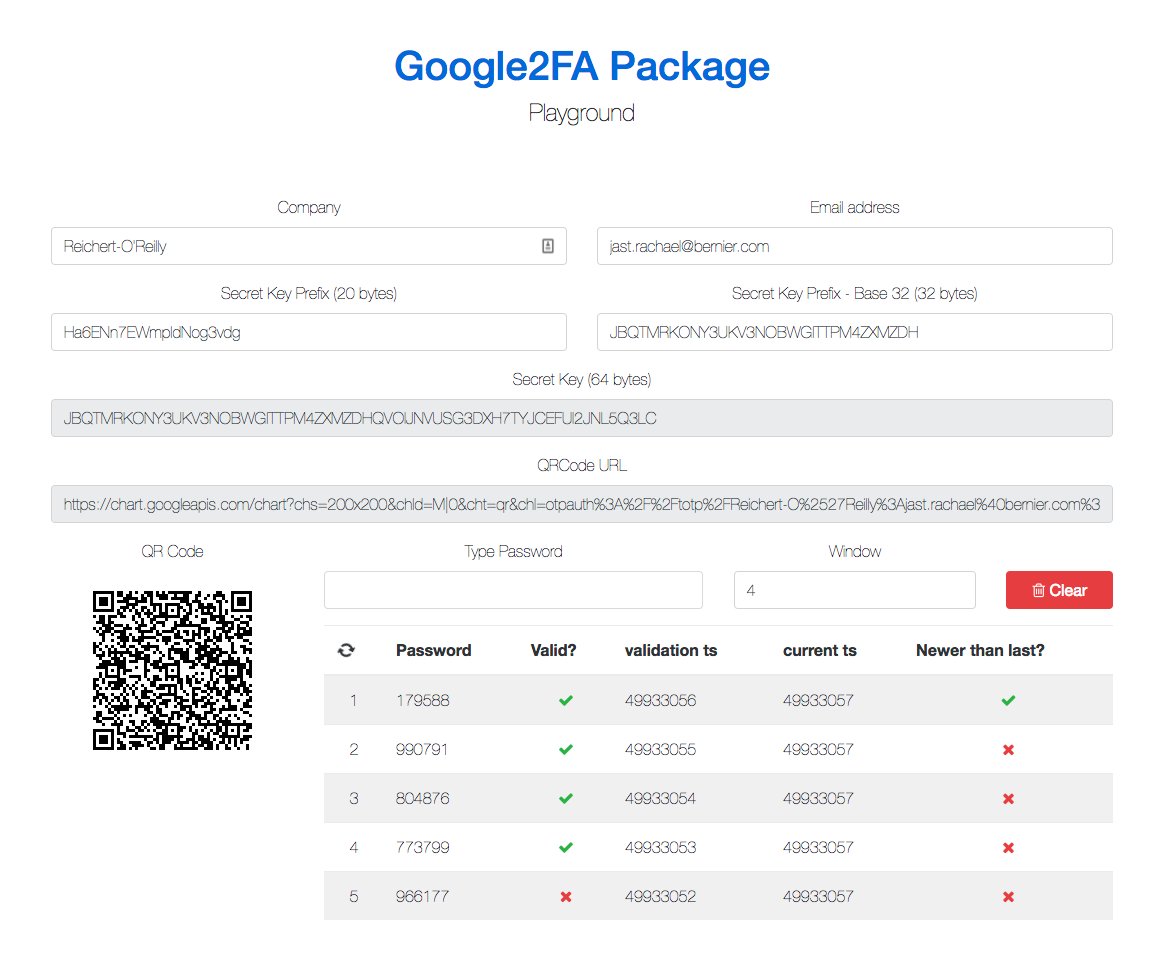 Google2FA Package
Playground
Company
Email address
Reichert-O'Reilly
jast.rachael@bernier.com
Secret Key Prefix (20 bytes)
Secret Key Prefix - Base 32 (32 bytes)
Ha6ENn7EWmpldNog3vdg
JBQTMRKONY3UKV3NOBWGITTPM4ZXMZDH
Secret Key (64 bytes)
JBQTMRKONY3UKV3NOBWGITTPM4ZXMZDHQVOIJNVUSG3DXH7TYJCEFUI2JNL5Q3LC
QRCode URL
https://chart.googleapis.com/chart?chs=200x200&chld=M|0&cht=qr&chl=otpauth%3A%2F%2Ftotp%2FReichert-O%2527Reilly%3Ajast.rachael%40bernier.com%3
QR Code
Type Password
Window
4
Clear
Password Valid? validation ts current ts Newer than last?
1 179588 49933056 49933057
2 990791 49933055 49933057
3 804876 49933054 49933057
4 773799 49933053 49933057
5 966177 49933052 49933057